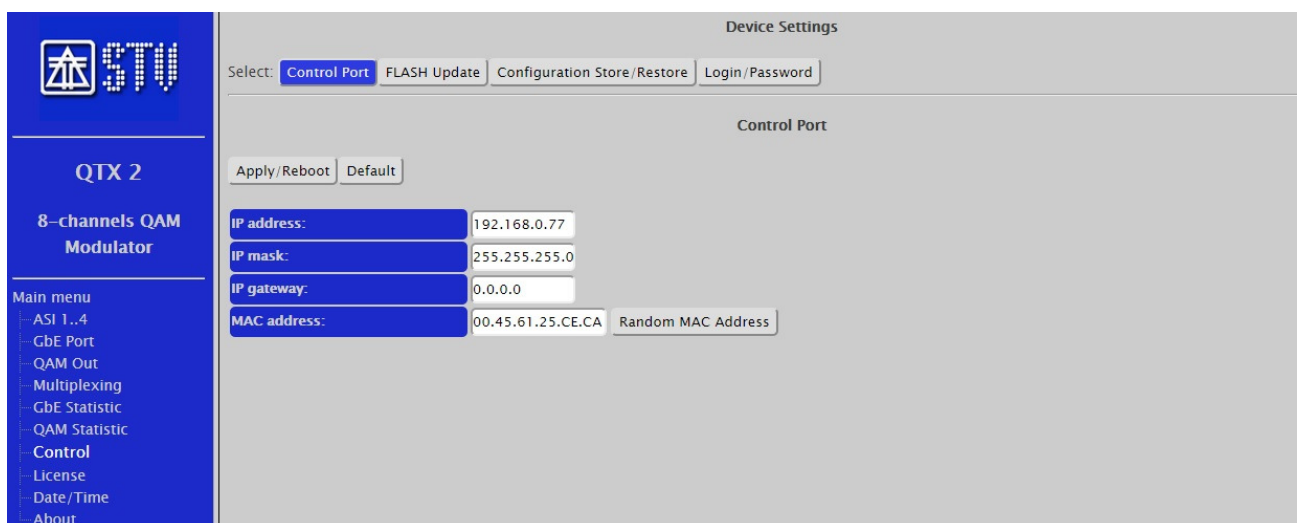 STV
QTX 2
8-channels QAM
Modulator
Main menu
ASI 1..4
GbE Port
QAM Out
Multiplexing
GbE Statistic
QAM Statistic
Control
License
Date/Time
About
Device Settings
Select: Control Port FLASH Update Configuration Store/Restore Login/Password
Control Port
Apply/Reboot Default
IP address: 192.168.0.77
IP mask: 255.255.255.0
IP gateway: 0.0.0.0
MAC address: 00.45.61.25.CE.CA Random MAC Address